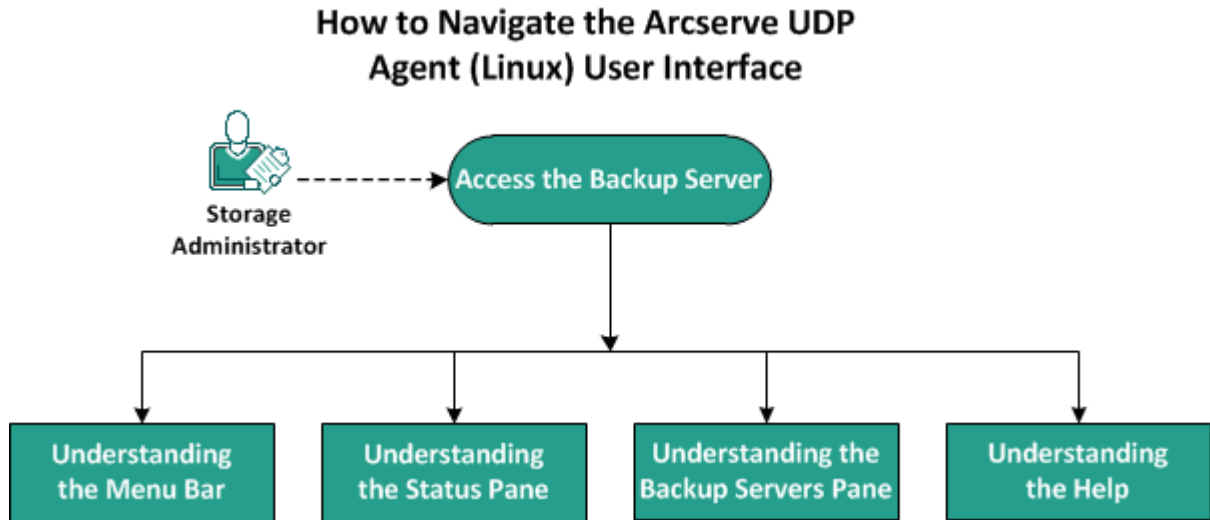 How to Navigate the Arcserve UDP
Agent (Linux) User Interface
Access the Backup Server
Storage
Administrator
Understanding
the Menu Bar
Understanding
the Status Pane
Understanding the
Backup Servers Pane
Understanding
the Help